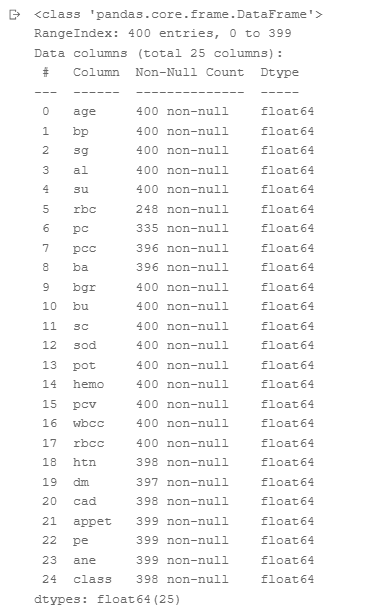 <class 'pandas.core.frame.DataFrame'>
RangeIndex: 400 entries, 0 to 399
Data columns (total 25 columns):
 #   Column  Non-Null Count  Dtype
---  ------  --------------  -----
 0   age     400 non-null    float64
 1   bp      400 non-null    float64
 2   sg      400 non-null    float64
 3   al      400 non-null    float64
 4   su      400 non-null    float64
 5   rbc     248 non-null    float64
 6   pc      335 non-null    float64
 7   pcc     396 non-null    float64
 8   ba      396 non-null    float64
 9   bgr     400 non-null    float64
 10  bu      400 non-null    float64
 11  sc      400 non-null    float64
 12  sod     400 non-null    float64
 13  pot     400 non-null    float64
 14  hemo    400 non-null    float64
 15  pcv     400 non-null    float64
 16  wbcc    400 non-null    float64
 17  rbcc    400 non-null    float64
 18  htn     398 non-null    float64
 19  dm      397 non-null    float64
 20  cad     398 non-null    float64
 21  appet   399 non-null    float64
 22  pe      399 non-null    float64
 23  ane     399 non-null    float64
 24  class   398 non-null    float64
dtypes: float64(25)